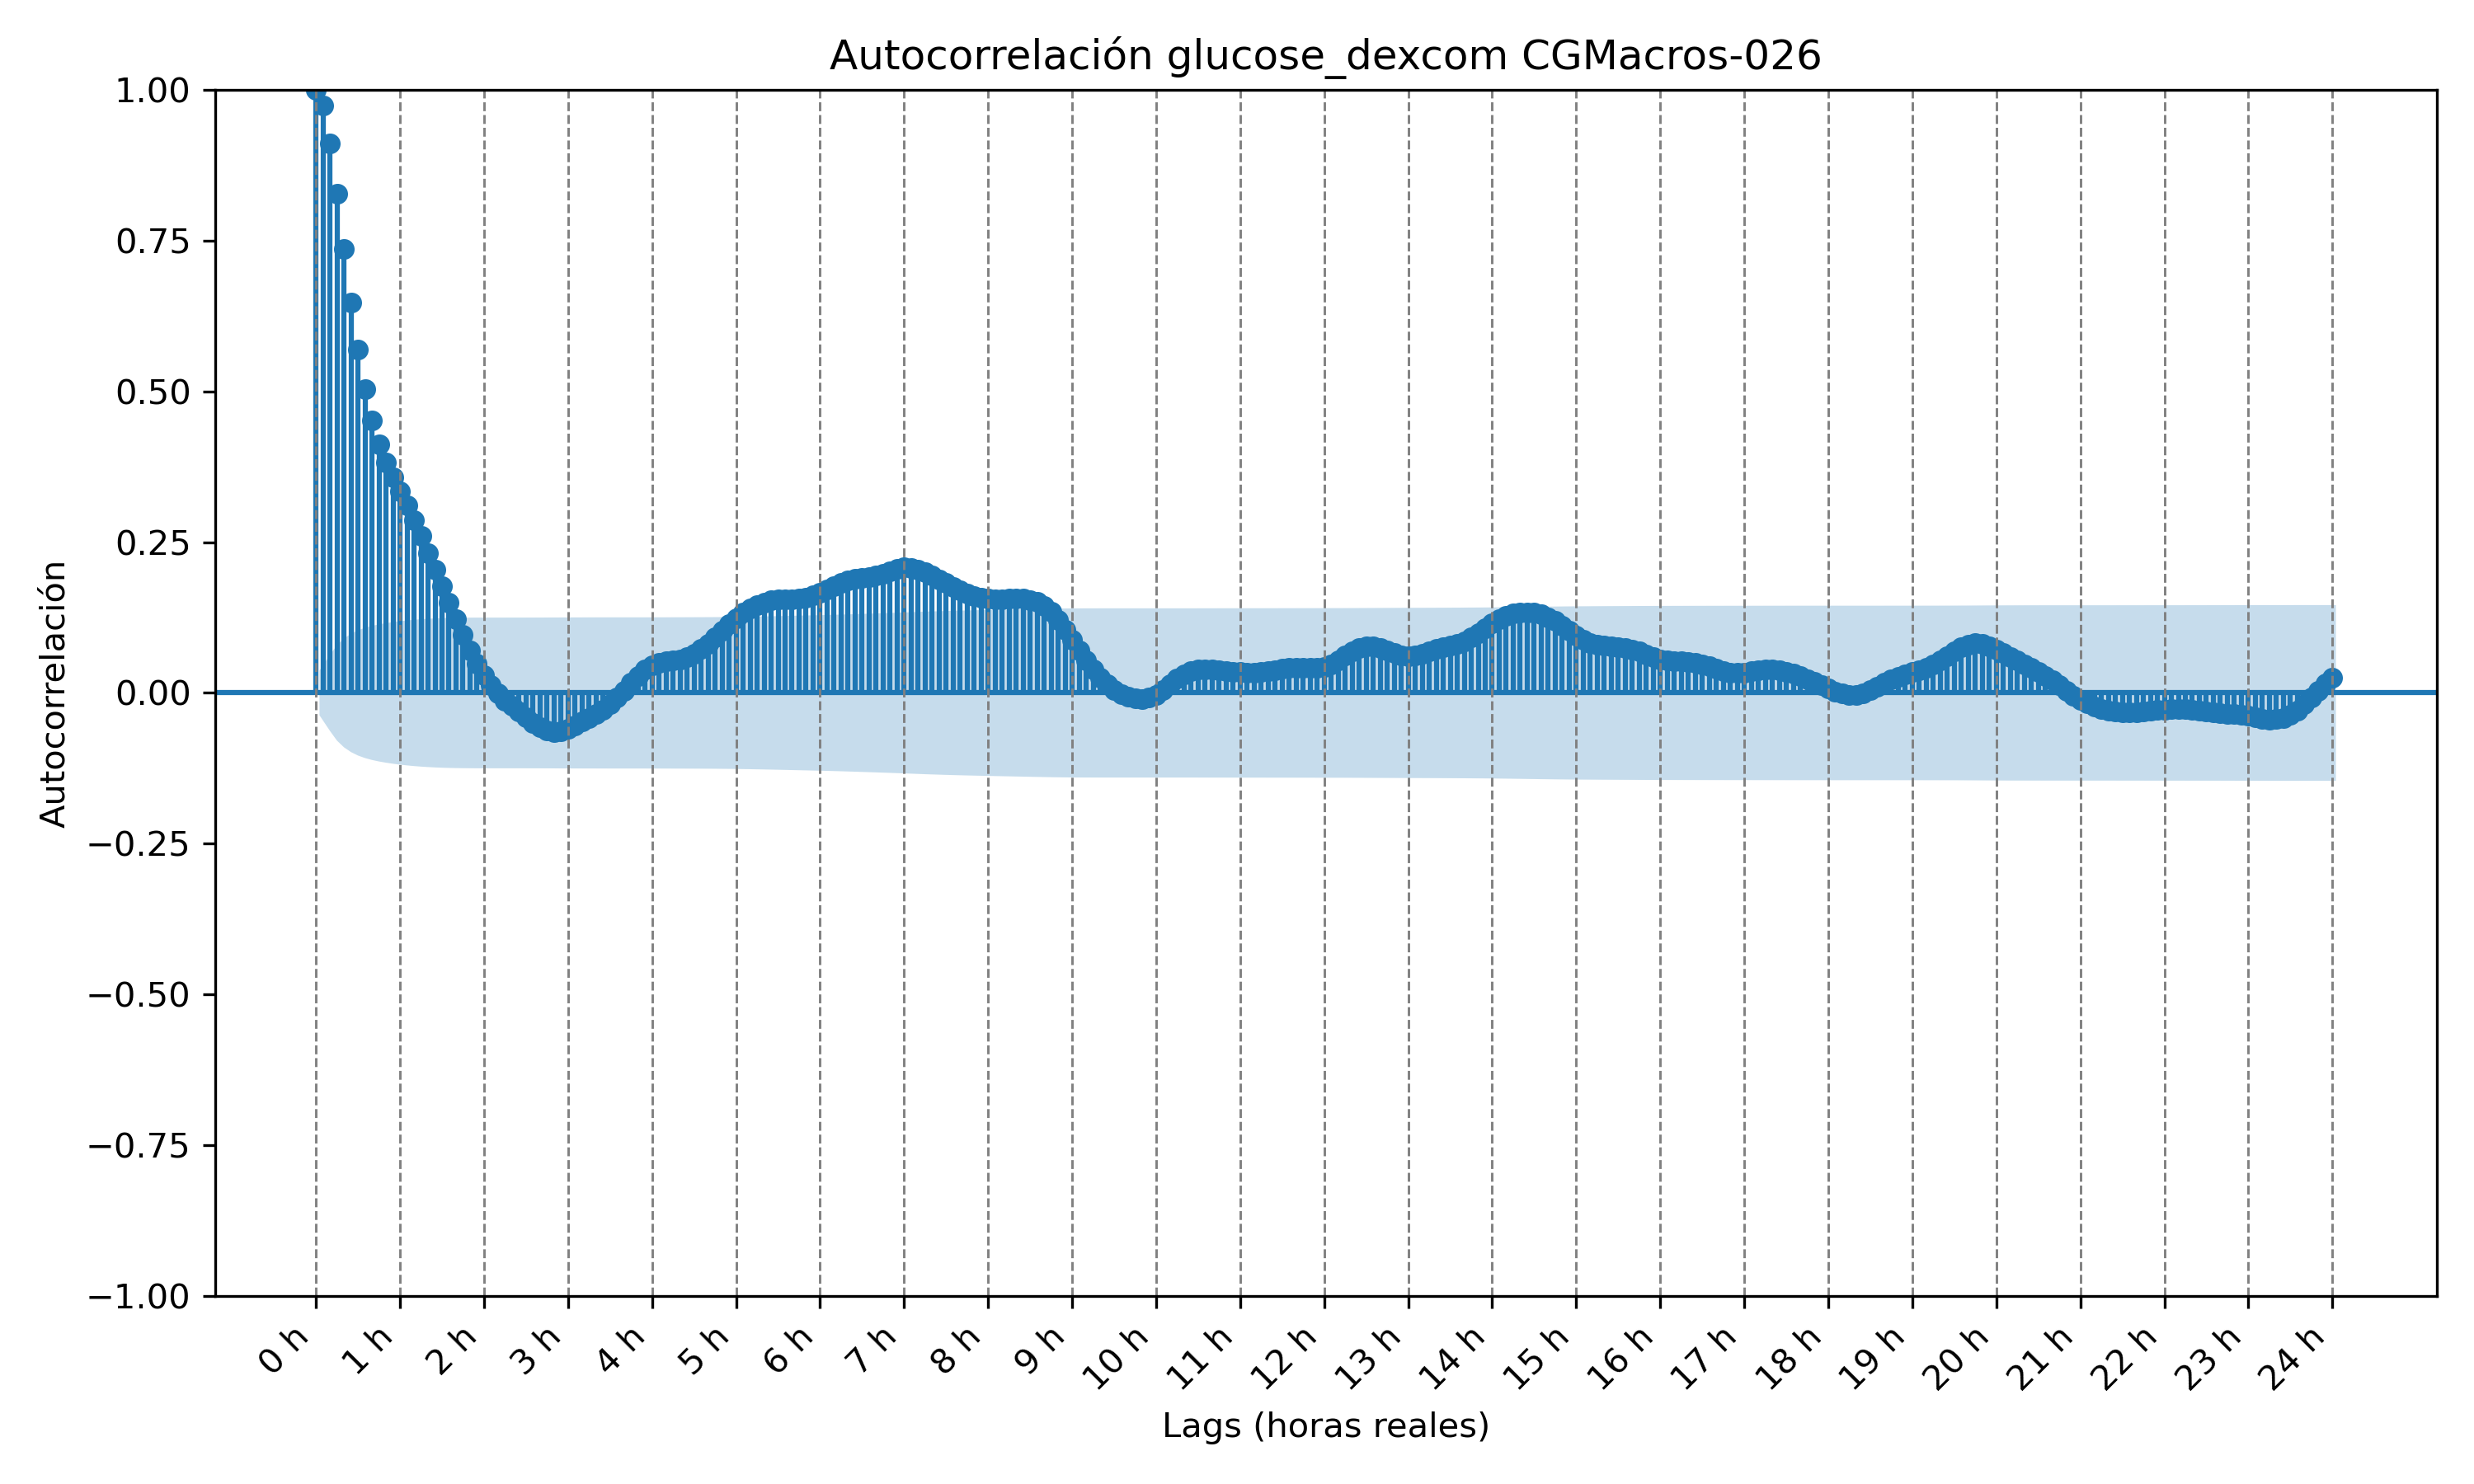 Autocorrelación glucose_dexcom CGMacros-026
1.00
0.75
0.50
0.25
0.00
−0.25
−0.50
−0.75
−1.00
Autocorrelación
0 h
1 h
2 h
3 h
4 h
5 h
6 h
7 h
8 h
9 h
10 h
11 h
12 h
13 h
14 h
15 h
16 h
17 h
18 h
19 h
20 h
21 h
22 h
23 h
24 h
Lags (horas reales)